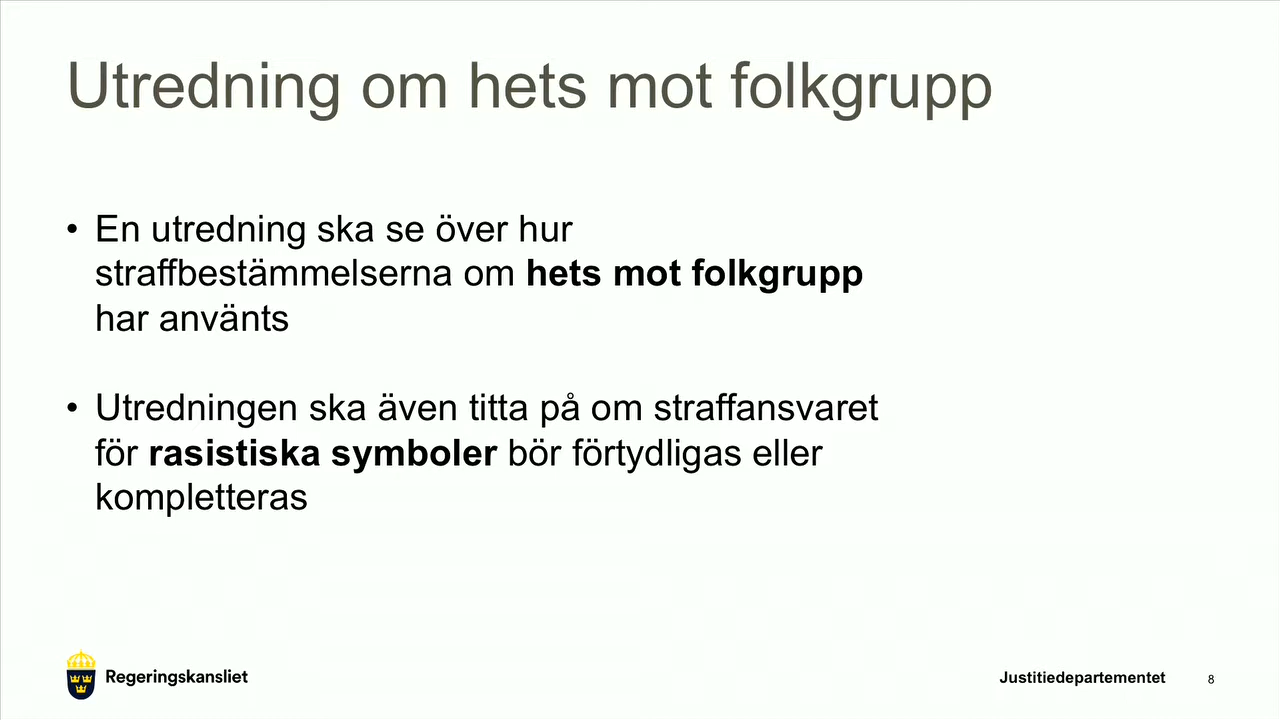 Utredning om hets mot folkgrupp
• En utredning ska se över hur
straffbestämmelserna om hets mot folkgrupp
har använts
• Utredningen ska även titta på om straffansvaret
för rasistiska symboler bör förtydligas eller
kompletteras
Regeringskansliet
Justitiedepartementet 8